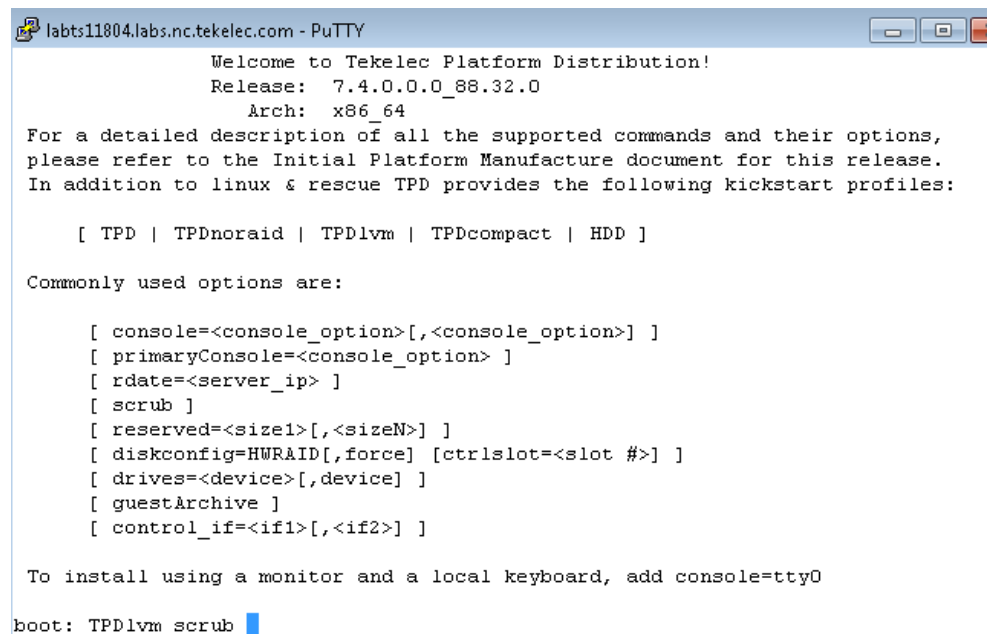 labts11804.labs.nc.tekelec.com - PuTTY
Welcome to Tekelec Platform Distribution!
Release: 7.4.0.0.0_88.32.0
Arch: x86_64
For a detailed description of all the supported commands and their options,
please refer to the Initial Platform Manufacture document for this release.
In addition to linux & rescue TPD provides the following kickstart profiles:
[ TPD | TPDnoraid | TPDlvm | TPDcompact | HDD ]
Commonly used options are:
[ console=<console_option>[,<console_option>] ]
[ primaryConsole=<console_option> ]
[ rdate=<server_ip> ]
[ scrub ]
[ reserved=<size1>[,<sizeN>] ]
[ diskconfig=HWRAID[,force] [ctrlslot=<slot #>] ]
[ drives=<device>[,device] ]
[ guestArchive ]
[ control_if=<if1>[,<if2>] ]
To install using a monitor and a local keyboard, add console=tty0
boot: TPDlvm scrub